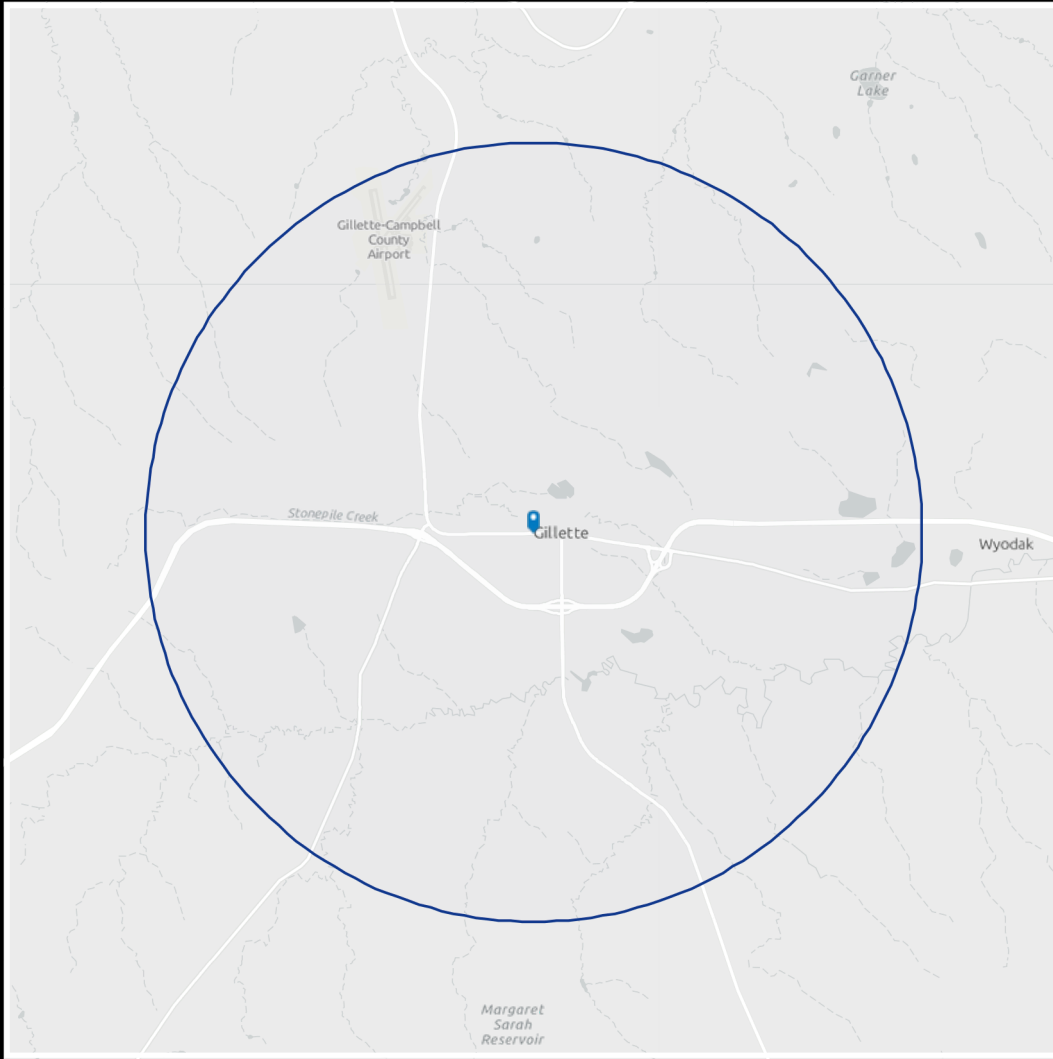 Garner
Lake
Gillette-Campbell
County
Airport
Stonepile Creek
Gillette
Wyodak
Margaret
Sarah
Reservoir